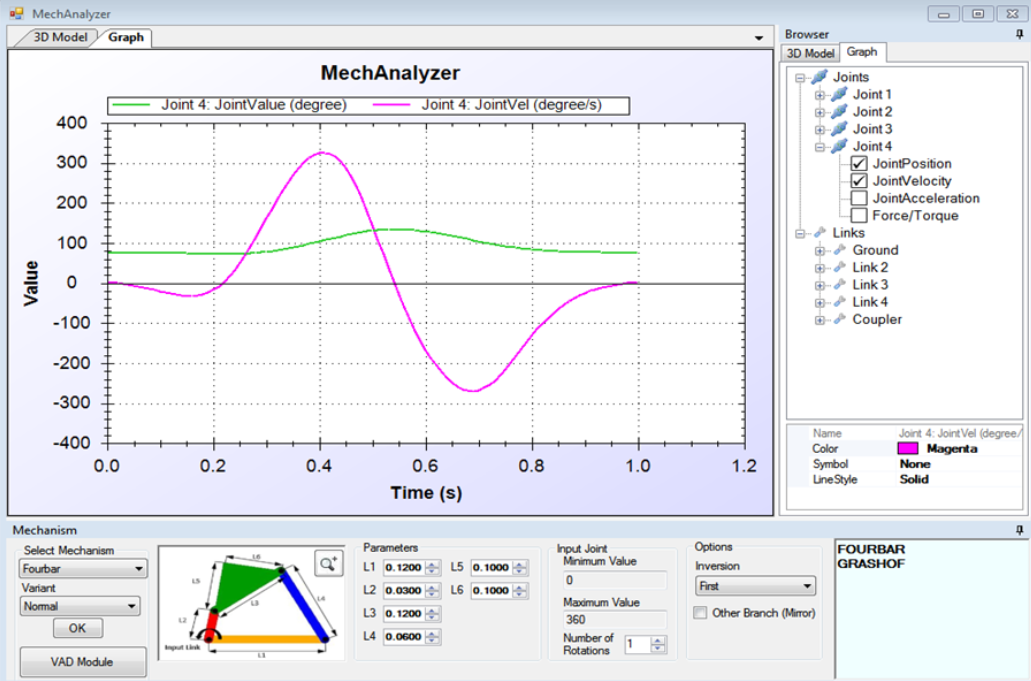 MechAnalyzer
3D Model Graph
MechAnalyzer
Joint 4: JointValue (degree) Joint 4: JointVel (degree/s)
400
300
200
100
0
-100
-200
-300
-400
Value
0.0 0.2 0.4 0.6 0.8 1.0 1.2
Time (s)
Browser
3D Model Graph
Joints
Joint 1
Joint 2
Joint 3
Joint 4
JointPosition
JointVelocity
JointAcceleration
Force/Torque
Links
Ground
Link 2
Link 3
Link 4
Coupler
Name Joint 4: JointVel (degree/
Color Magenta
Symbol None
LineStyle Solid
Mechanism
Select Mechanism
Fourbar
Variant
Normal
OK
VAD Module
L6
L5
L3
L4
L2
Input Link
L1
Parameters
L1 0.1200 L5 0.1000
L2 0.0300 L6 0.1000
L3 0.1200
L4 0.0600
Input Joint
Minimum Value
0
Maximum Value
360
Number of
Rotations 1
Options
Inversion
First
Other Branch (Mirror)
FOURBAR
GRASHOF